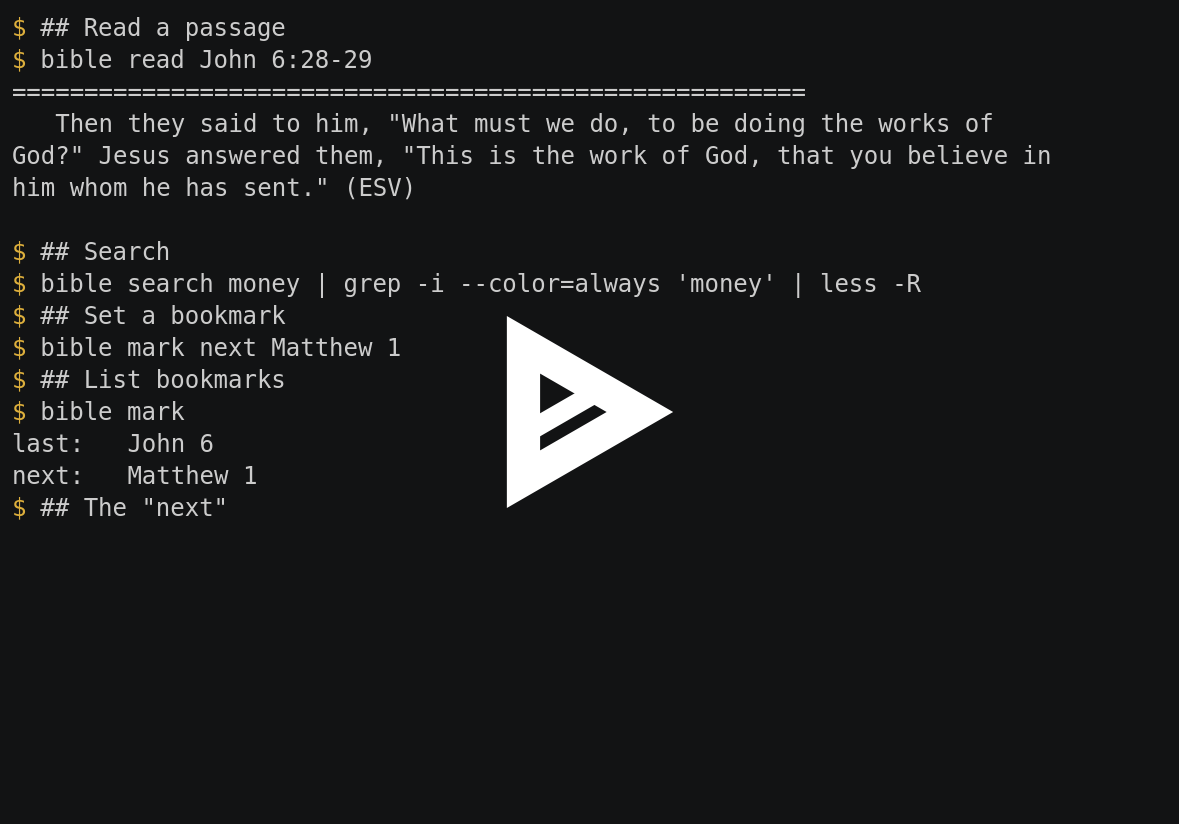 $ ## Read a passage
$ bible read John 6:28-29
=======================================================
   Then they said to him, "What must we do, to be doing the works of
God?" Jesus answered them, "This is the work of God, that you believe in
him whom he has sent." (ESV)

$ ## Search
$ bible search money | grep -i --color=always 'money' | less -R
$ ## Set a bookmark
$ bible mark next Matthew 1
$ ## List bookmarks
$ bible mark
last:   John 6
next:   Matthew 1
$ ## The "next"